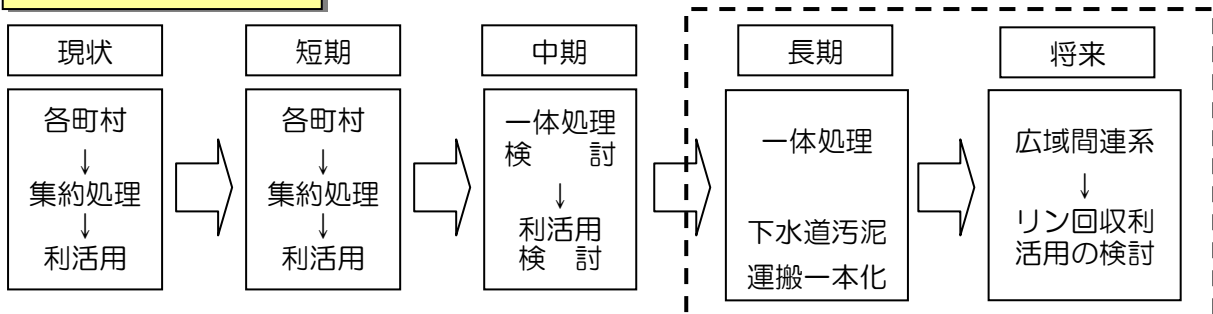 現状
各町村
↓
集約処理
↓
利活用
短期
各町村
↓
集約処理
↓
利活用
中期
一体処理
検　討
↓
利活用
検　討
長期
一体処理
下水道汚泥
運搬一本化
将来
広域間連系
↓
リン回収利
活用の検討